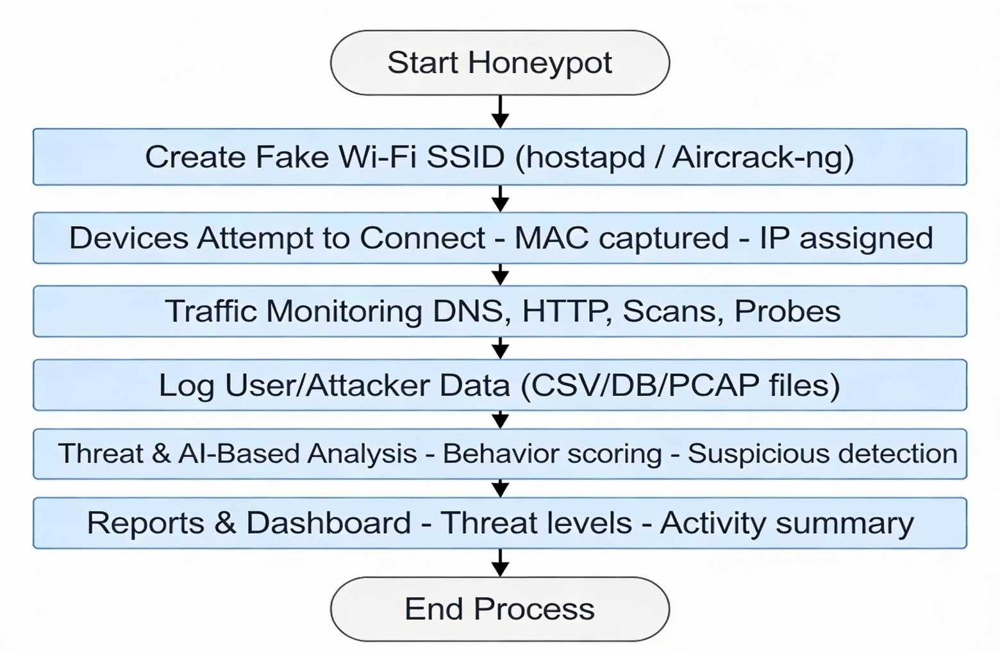 Start Honeypot
Create Fake Wi-Fi SSID (hostapd / Aircrack-ng)
Devices Attempt to Connect - MAC captured - IP assigned
Traffic Monitoring DNS, HTTP, Scans, Probes
Log User/Attacker Data (CSV/DB/PCAP files)
Threat & AI-Based Analysis - Behavior scoring - Suspicious detection
Reports & Dashboard - Threat levels - Activity summary
End Process